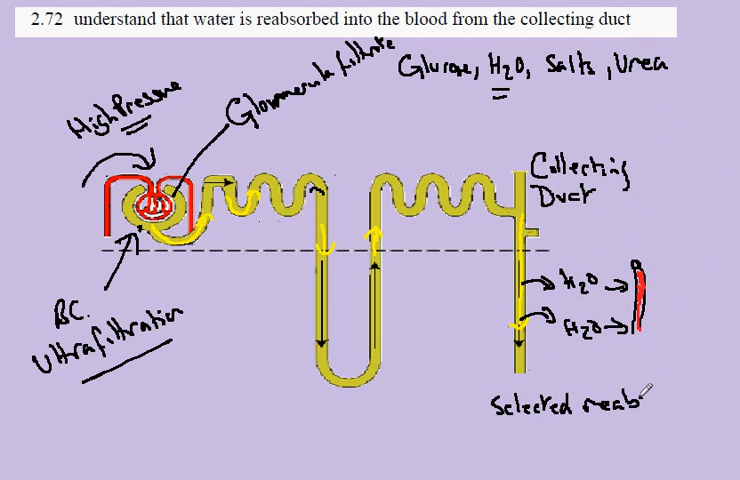 2.72 understand that water is reabsorbed into the blood from the collecting duct
Glucose, H2O, Salts, Urea
High Pressure
Glomerula filtrate
Collecting
Duct
H2O
H2O
B.C.
Ultrafiltration
Selected reab